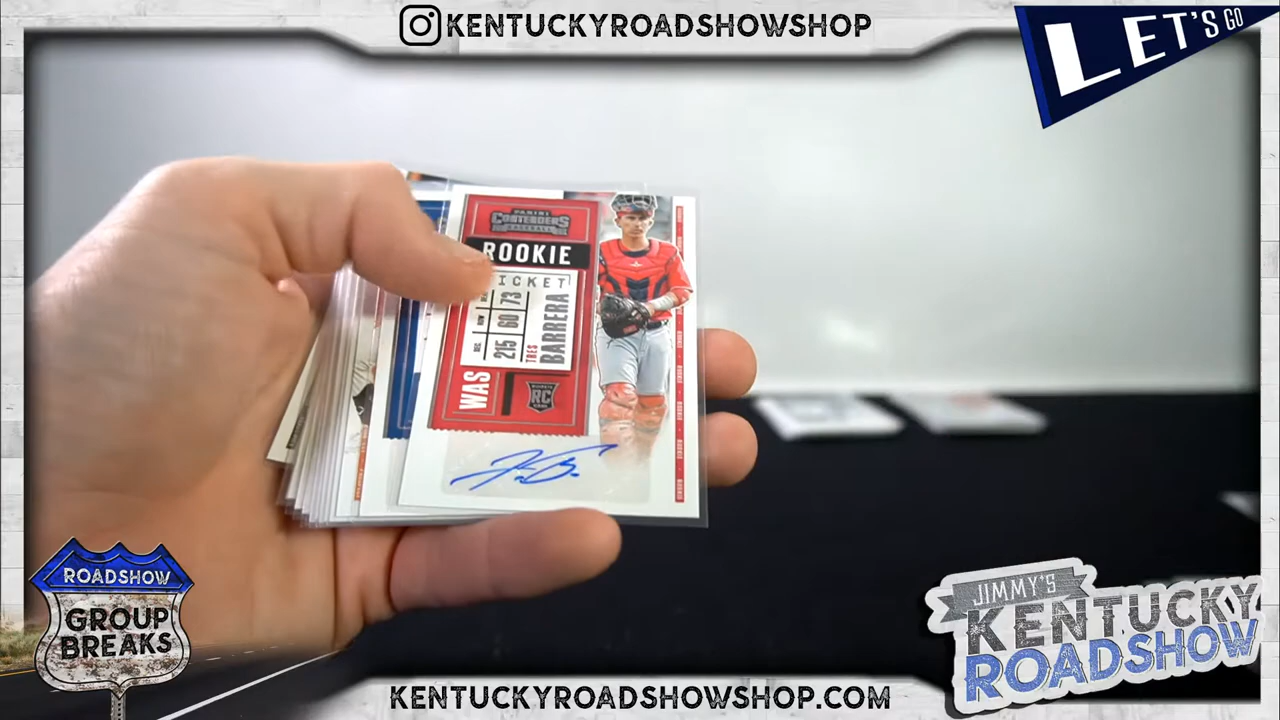 KENTUCKYROADSHOWSHOP
LET'S GO
PANINI
CONTENDERS
BASEBALL
ROOKIE
ICKET
215 60 73
TRES
BARRERA
WAS
RC
ROADSHOW
GROUP
BREAKS
JIMMY'S
KENTUCKY
ROADSHOW
KENTUCKYROADSHOWSHOP.COM